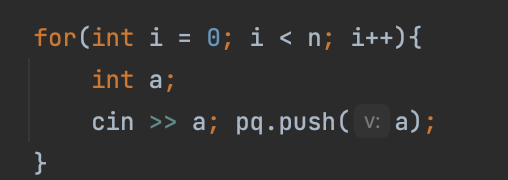 for(int i = 0; i < n; i++){
    int a;
    cin >> a; pq.push( v: a);
}